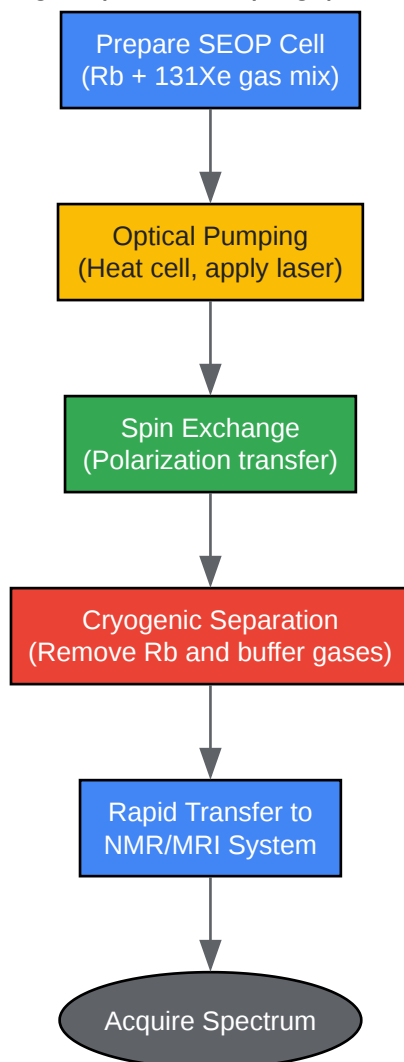 Prepare SEOP Cell
(Rb + 131Xe gas mix)
Optical Pumping
(Heat cell, apply laser)
Spin Exchange
(Polarization transfer)
Cryogenic Separation
(Remove Rb and buffer gases)
Rapid Transfer to
NMR/MRI System
Acquire Spectrum